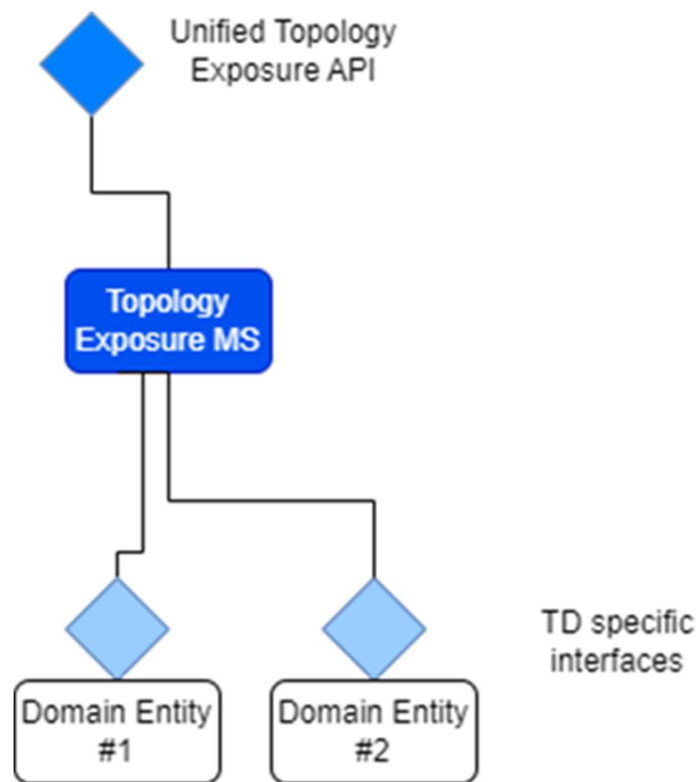 Unified Topology
Exposure API
Topology
Exposure MS
TD specific
interfaces
Domain Entity
#1
Domain Entity
#2